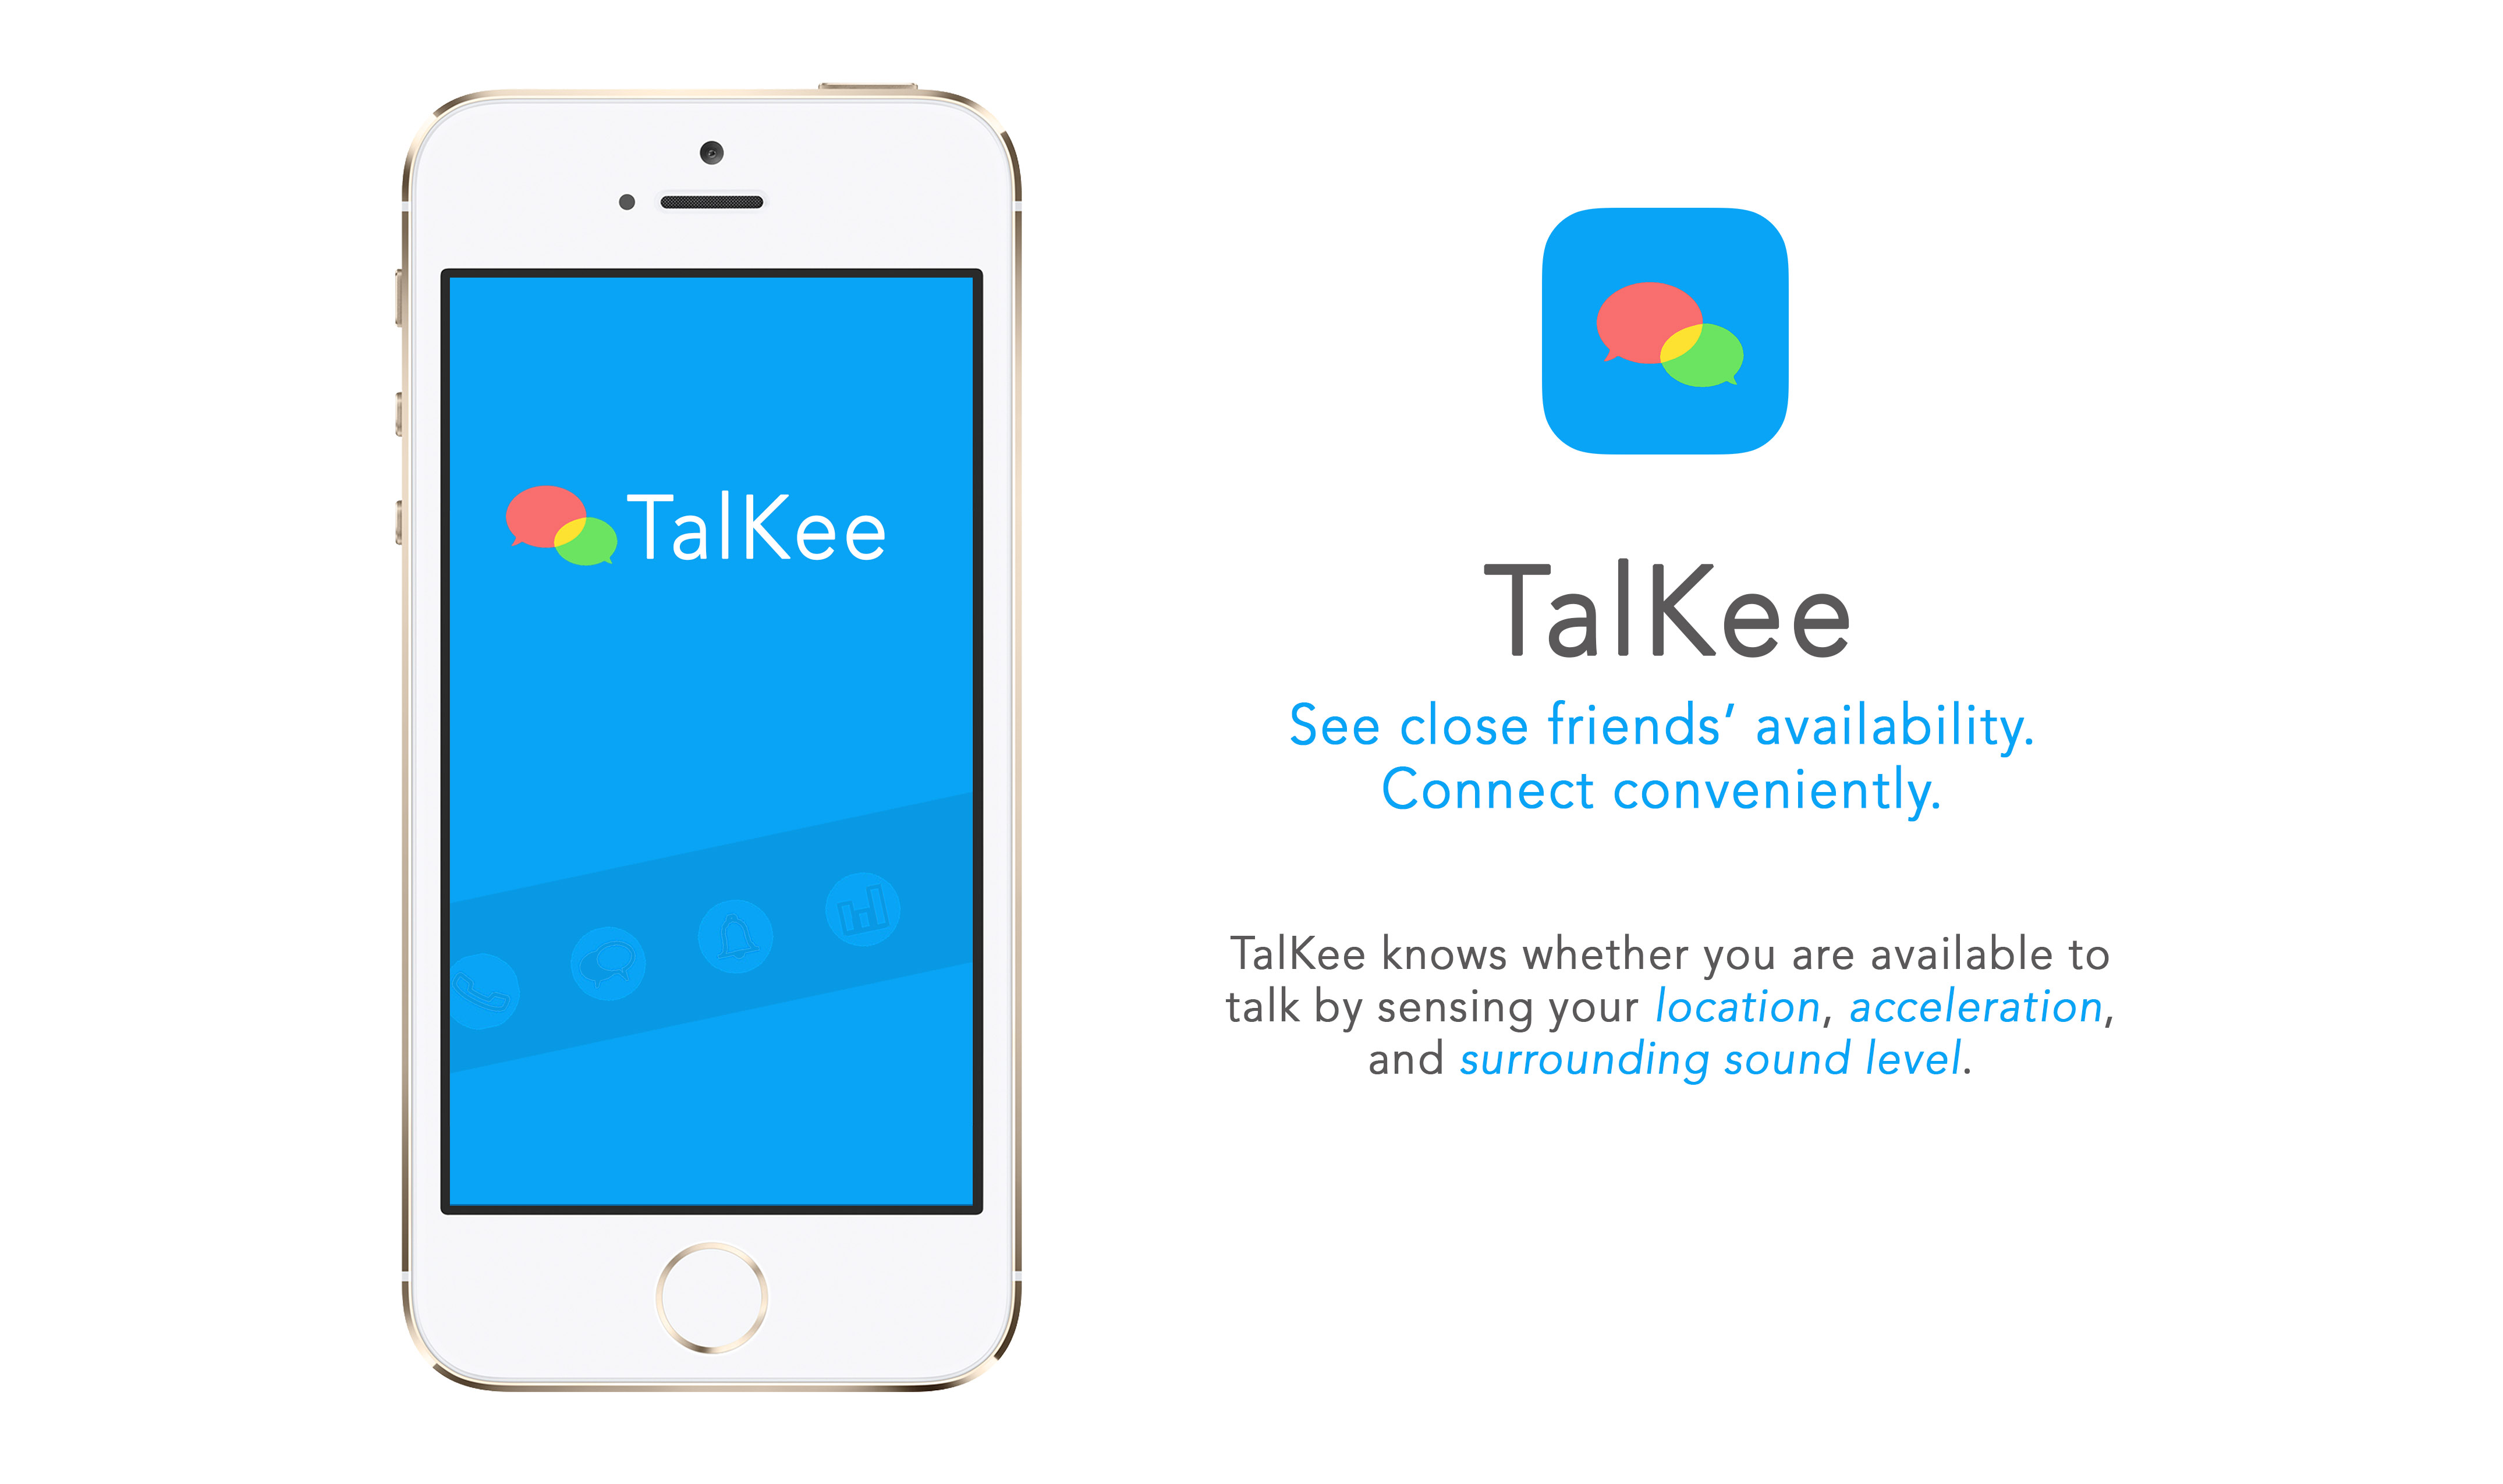 TalKee
TalKee
See close friends’ availability.
Connect conveniently.
TalKee knows whether you are available to
talk by sensing your location, acceleration,
and surrounding sound level.